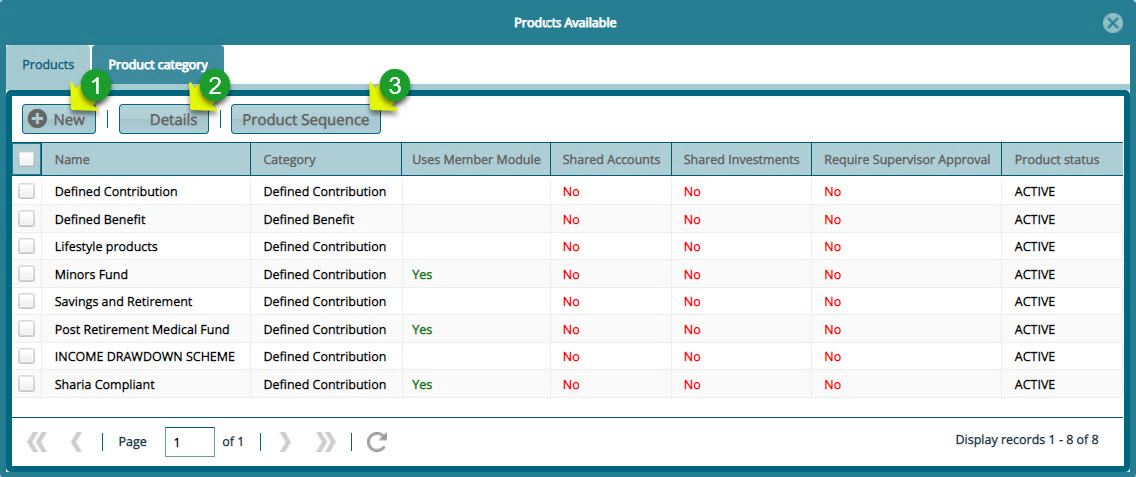 Products Available
Products Product category
1 2 3
New Details Product Sequence
Name Category Uses Member Module Shared Accounts Shared Investments Require Supervisor Approval Product status
Defined Contribution Defined Contribution No No No ACTIVE
Defined Benefit Defined Benefit No No No ACTIVE
Lifestyle products Defined Contribution No No No ACTIVE
Minors Fund Defined Contribution Yes No No No ACTIVE
Savings and Retirement Defined Contribution No No No ACTIVE
Post Retirement Medical Fund Defined Contribution Yes No No No ACTIVE
INCOME DRAWDOWN SCHEME Defined Contribution No No No ACTIVE
Sharia Compliant Defined Contribution Yes No No No ACTIVE
Page 1 of 1 Display records 1 - 8 of 8